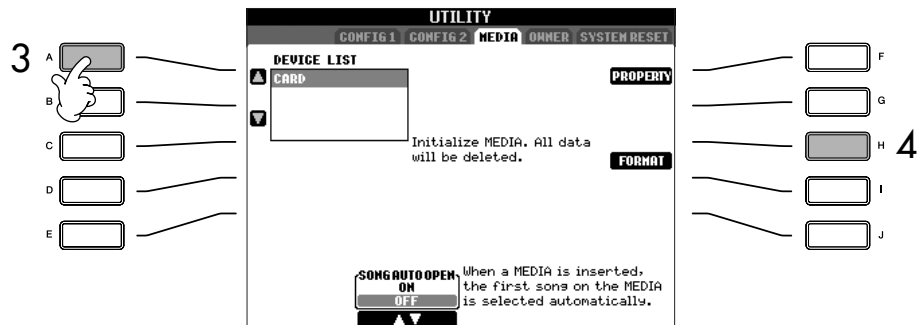 UTILITY
CONFIG 1 CONFIG 2 MEDIA OWNER SYSTEM RESET
DEVICE LIST
CARD
PROPERTY
Initialize MEDIA. All data
will be deleted.
FORMAT
SONG AUTO OPEN
ON
OFF
When a MEDIA is inserted,
the first song on the MEDIA
is selected automatically.
3
A
B
C
D
E
F
G
H
4
I
J